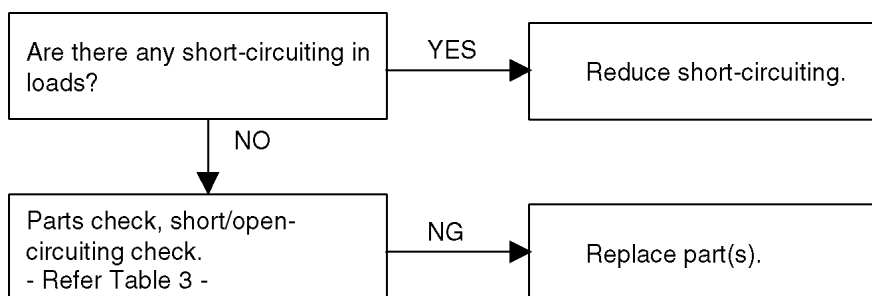 Are there any short-circuiting in
loads?
YES
Reduce short-circuiting.
NO
Parts check, short/open-
circuiting check.
- Refer Table 3 -
NG
Replace part(s).